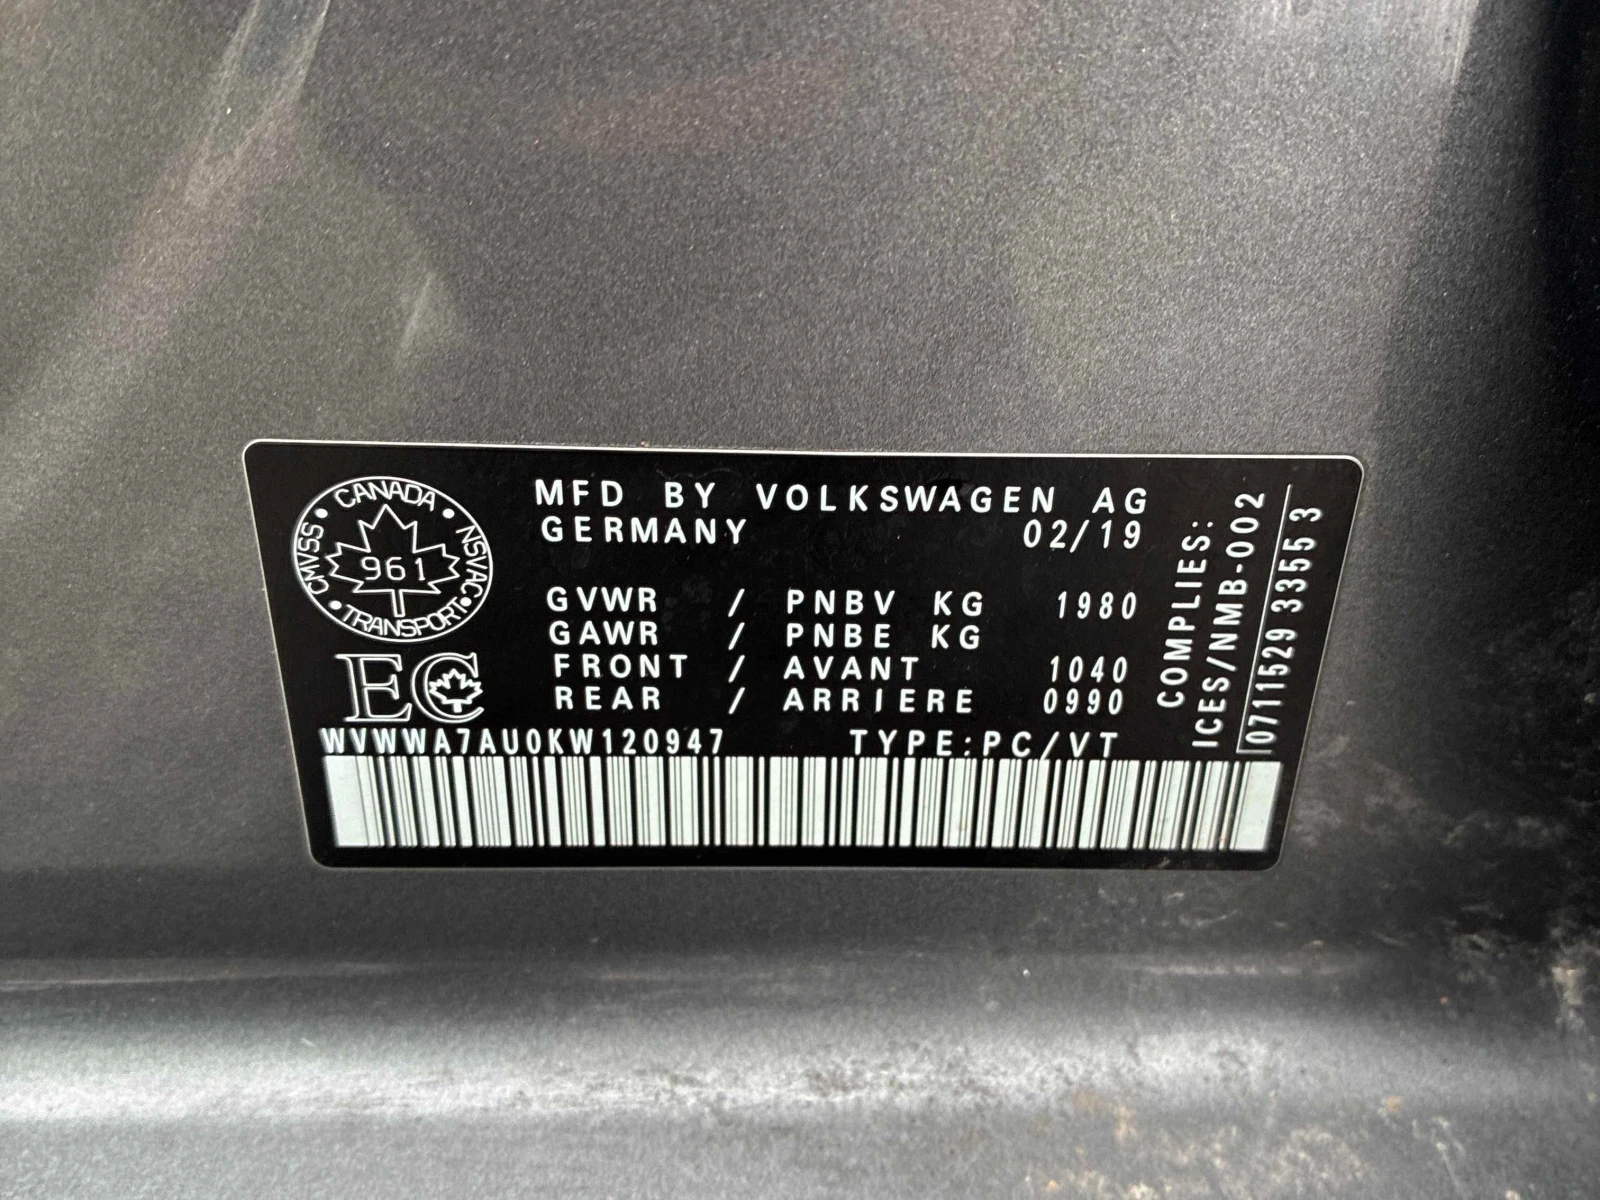 CANADA
CMVSS • NSVAC
961
TRANSPORT
EC
MFD BY VOLKSWAGEN AG
GERMANY 02/19
GVWR / PNBV KG 1980
GAWR / PNBE KG
FRONT / AVANT 1040
REAR / ARRIERE 0990
WVWWA7AU0KW120947 TYPE:PC/VT
COMPLIES:
ICES/NMB-002
0711529 3355 3